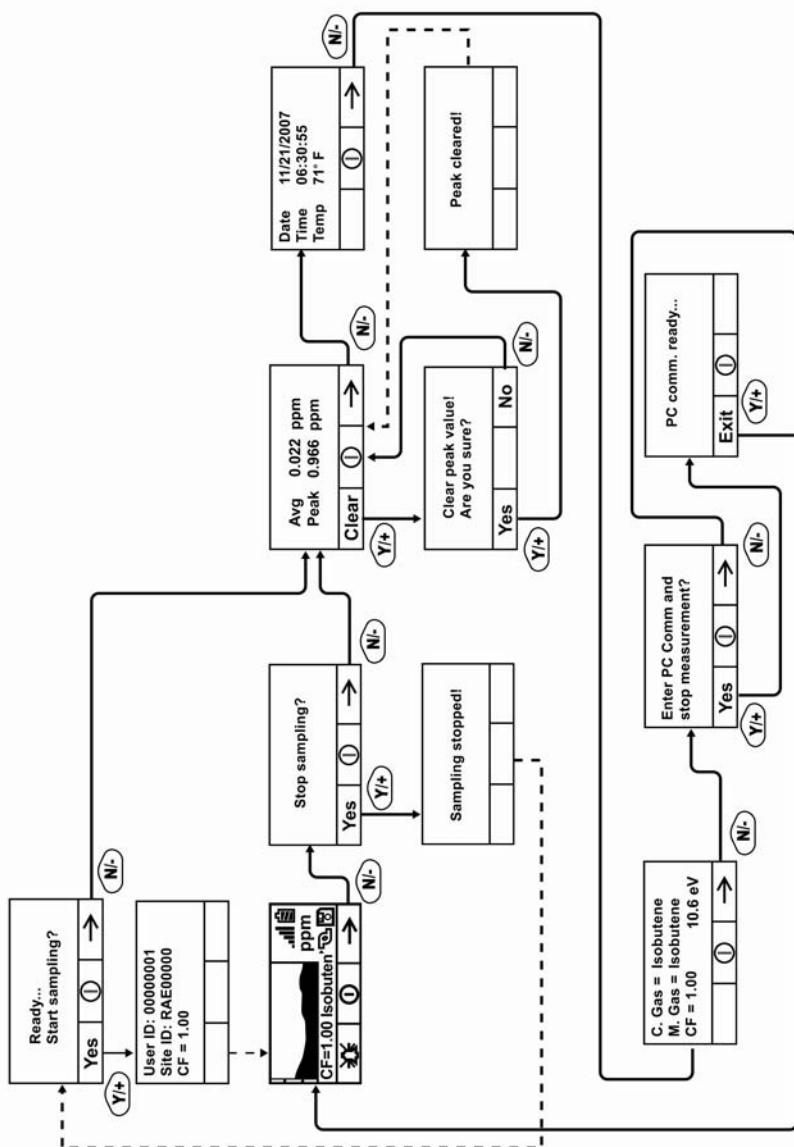 Ready...
Start sampling?
Yes
Y/+
N/-
User ID: 00000001
Site ID: RAE00000
CF = 1.00
ppm
CF=1.00 Isobuten
N/-
Stop sampling?
Yes
Y/+
N/-
Sampling stopped!
Avg 0.022 ppm
Peak 0.966 ppm
Clear
Y/+
N/-
Clear peak value!
Are you sure?
Yes No
Y/+
N/-
Date 11/21/2007
Time 06:30:55
Temp 71° F
N/-
Peak cleared!
C. Gas = Isobutene
M. Gas = Isobutene
CF = 1.00 10.6 eV
N/-
Enter PC Comm and
stop measurement?
Yes
Y/+
N/-
PC comm. ready...
Exit
Y/+